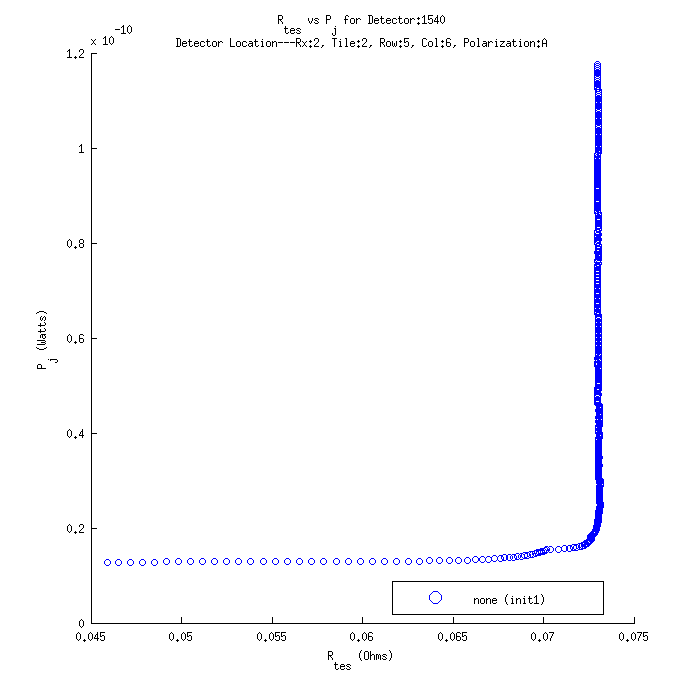 R_tes vs P_j for Detector:1540
Detector Location---Rx:2, Tile:2, Row:5, Col:6, Polarization:A
x 10^-10
1.2
1
0.8
0.6
0.4
0.2
0
P_j (Watts)
none (init1)
0.045 0.05 0.055 0.06 0.065 0.07 0.075
R_tes (Ohms)